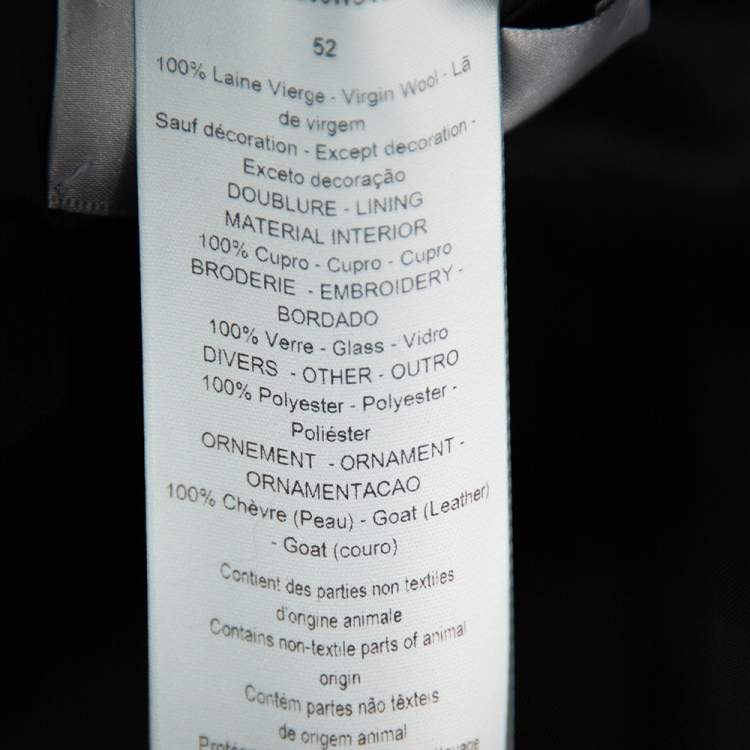 52
100% Laine Vierge - Virgin Wool - Lã
de virgem
Sauf décoration - Except decoration -
Exceto decoração
DOUBLURE - LINING
MATERIAL INTERIOR
100% Cupro - Cupro - Cupro
BRODERIE - EMBROIDERY -
BORDADO
100% Verre - Glass - Vidro
DIVERS - OTHER - OUTRO
100% Polyester - Polyester -
Poliéster
ORNEMENT - ORNAMENT -
ORNAMENTACAO
100% Chèvre (Peau) - Goat (Leather)
- Goat (couro)
Contient des parties non textiles
d'origine animale
Contains non-textile parts of animal
origin
Contém partes não têxteis
de origem animal